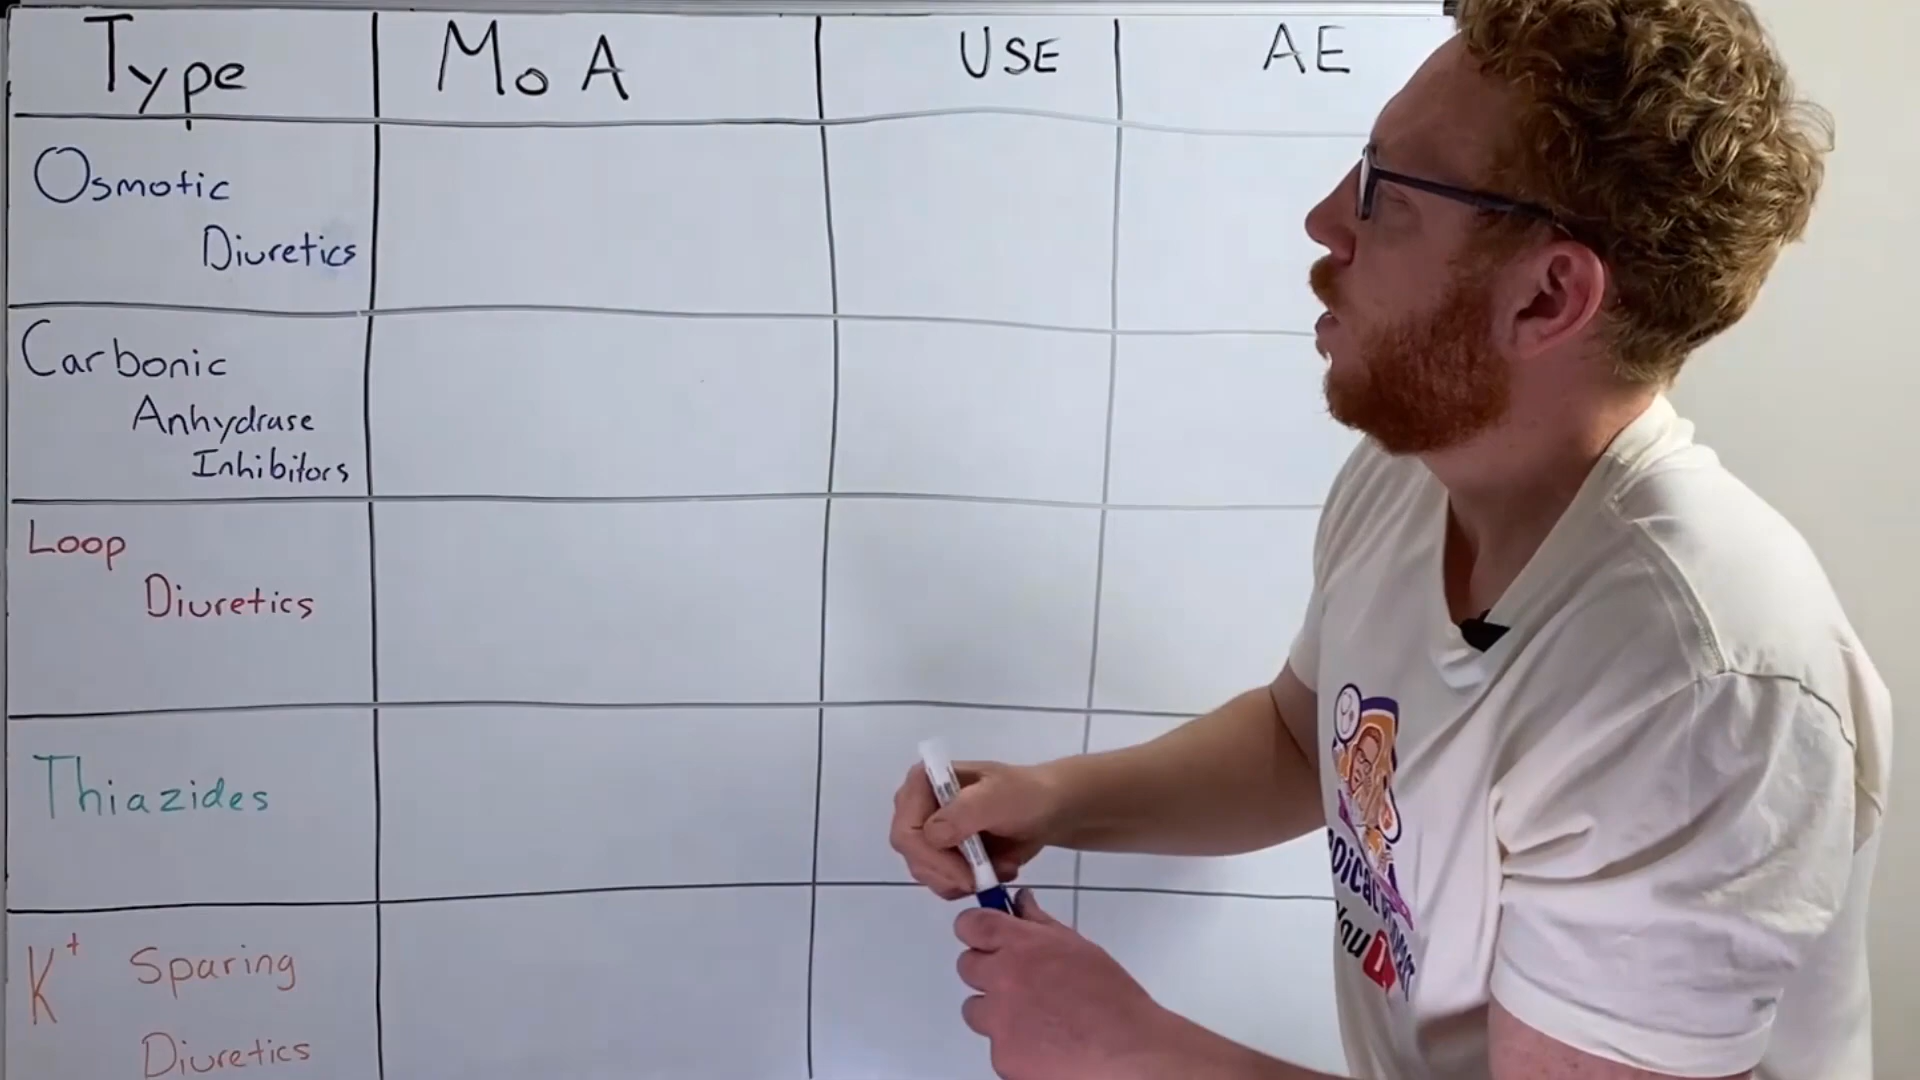 Type MoA USE AE
Osmotic
Diuretics
Carbonic
Anhydrase
Inhibitors
Loop
Diuretics
Thiazides
K+ Sparing
Diuretics